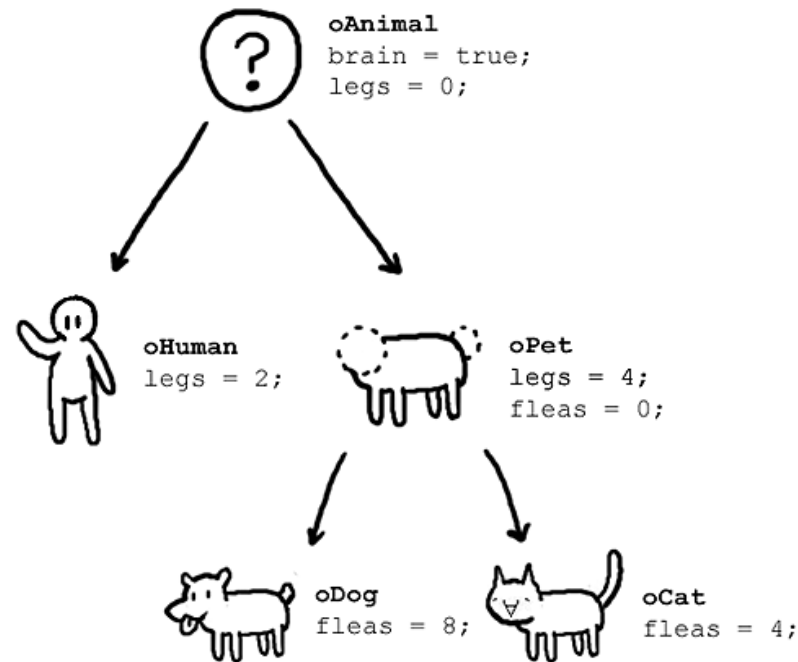 ?
oAnimal
brain = true;
legs = 0;
oHuman
legs = 2;
oPet
legs = 4;
fleas = 0;
oDog
fleas = 8;
oCat
fleas = 4;